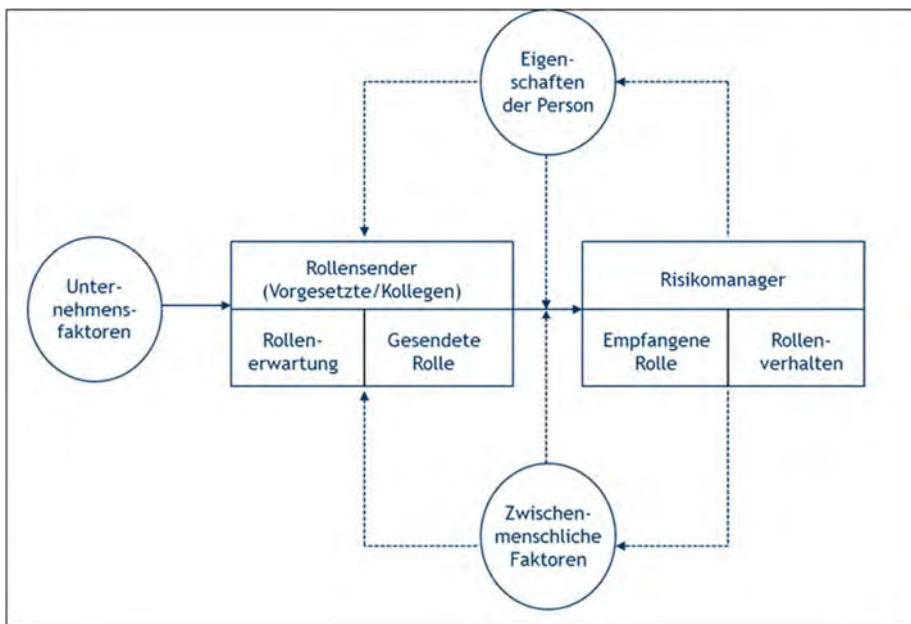 Eigen-
schaften
der Person
Unter-
nehmens-
faktoren
Rollensender
(Vorgesetzte/Kollegen)
Rollen-
erwartung
Gesendete
Rolle
Risikomanager
Empfangene
Rolle
Rollen-
verhalten
Zwischen-
menschliche
Faktoren